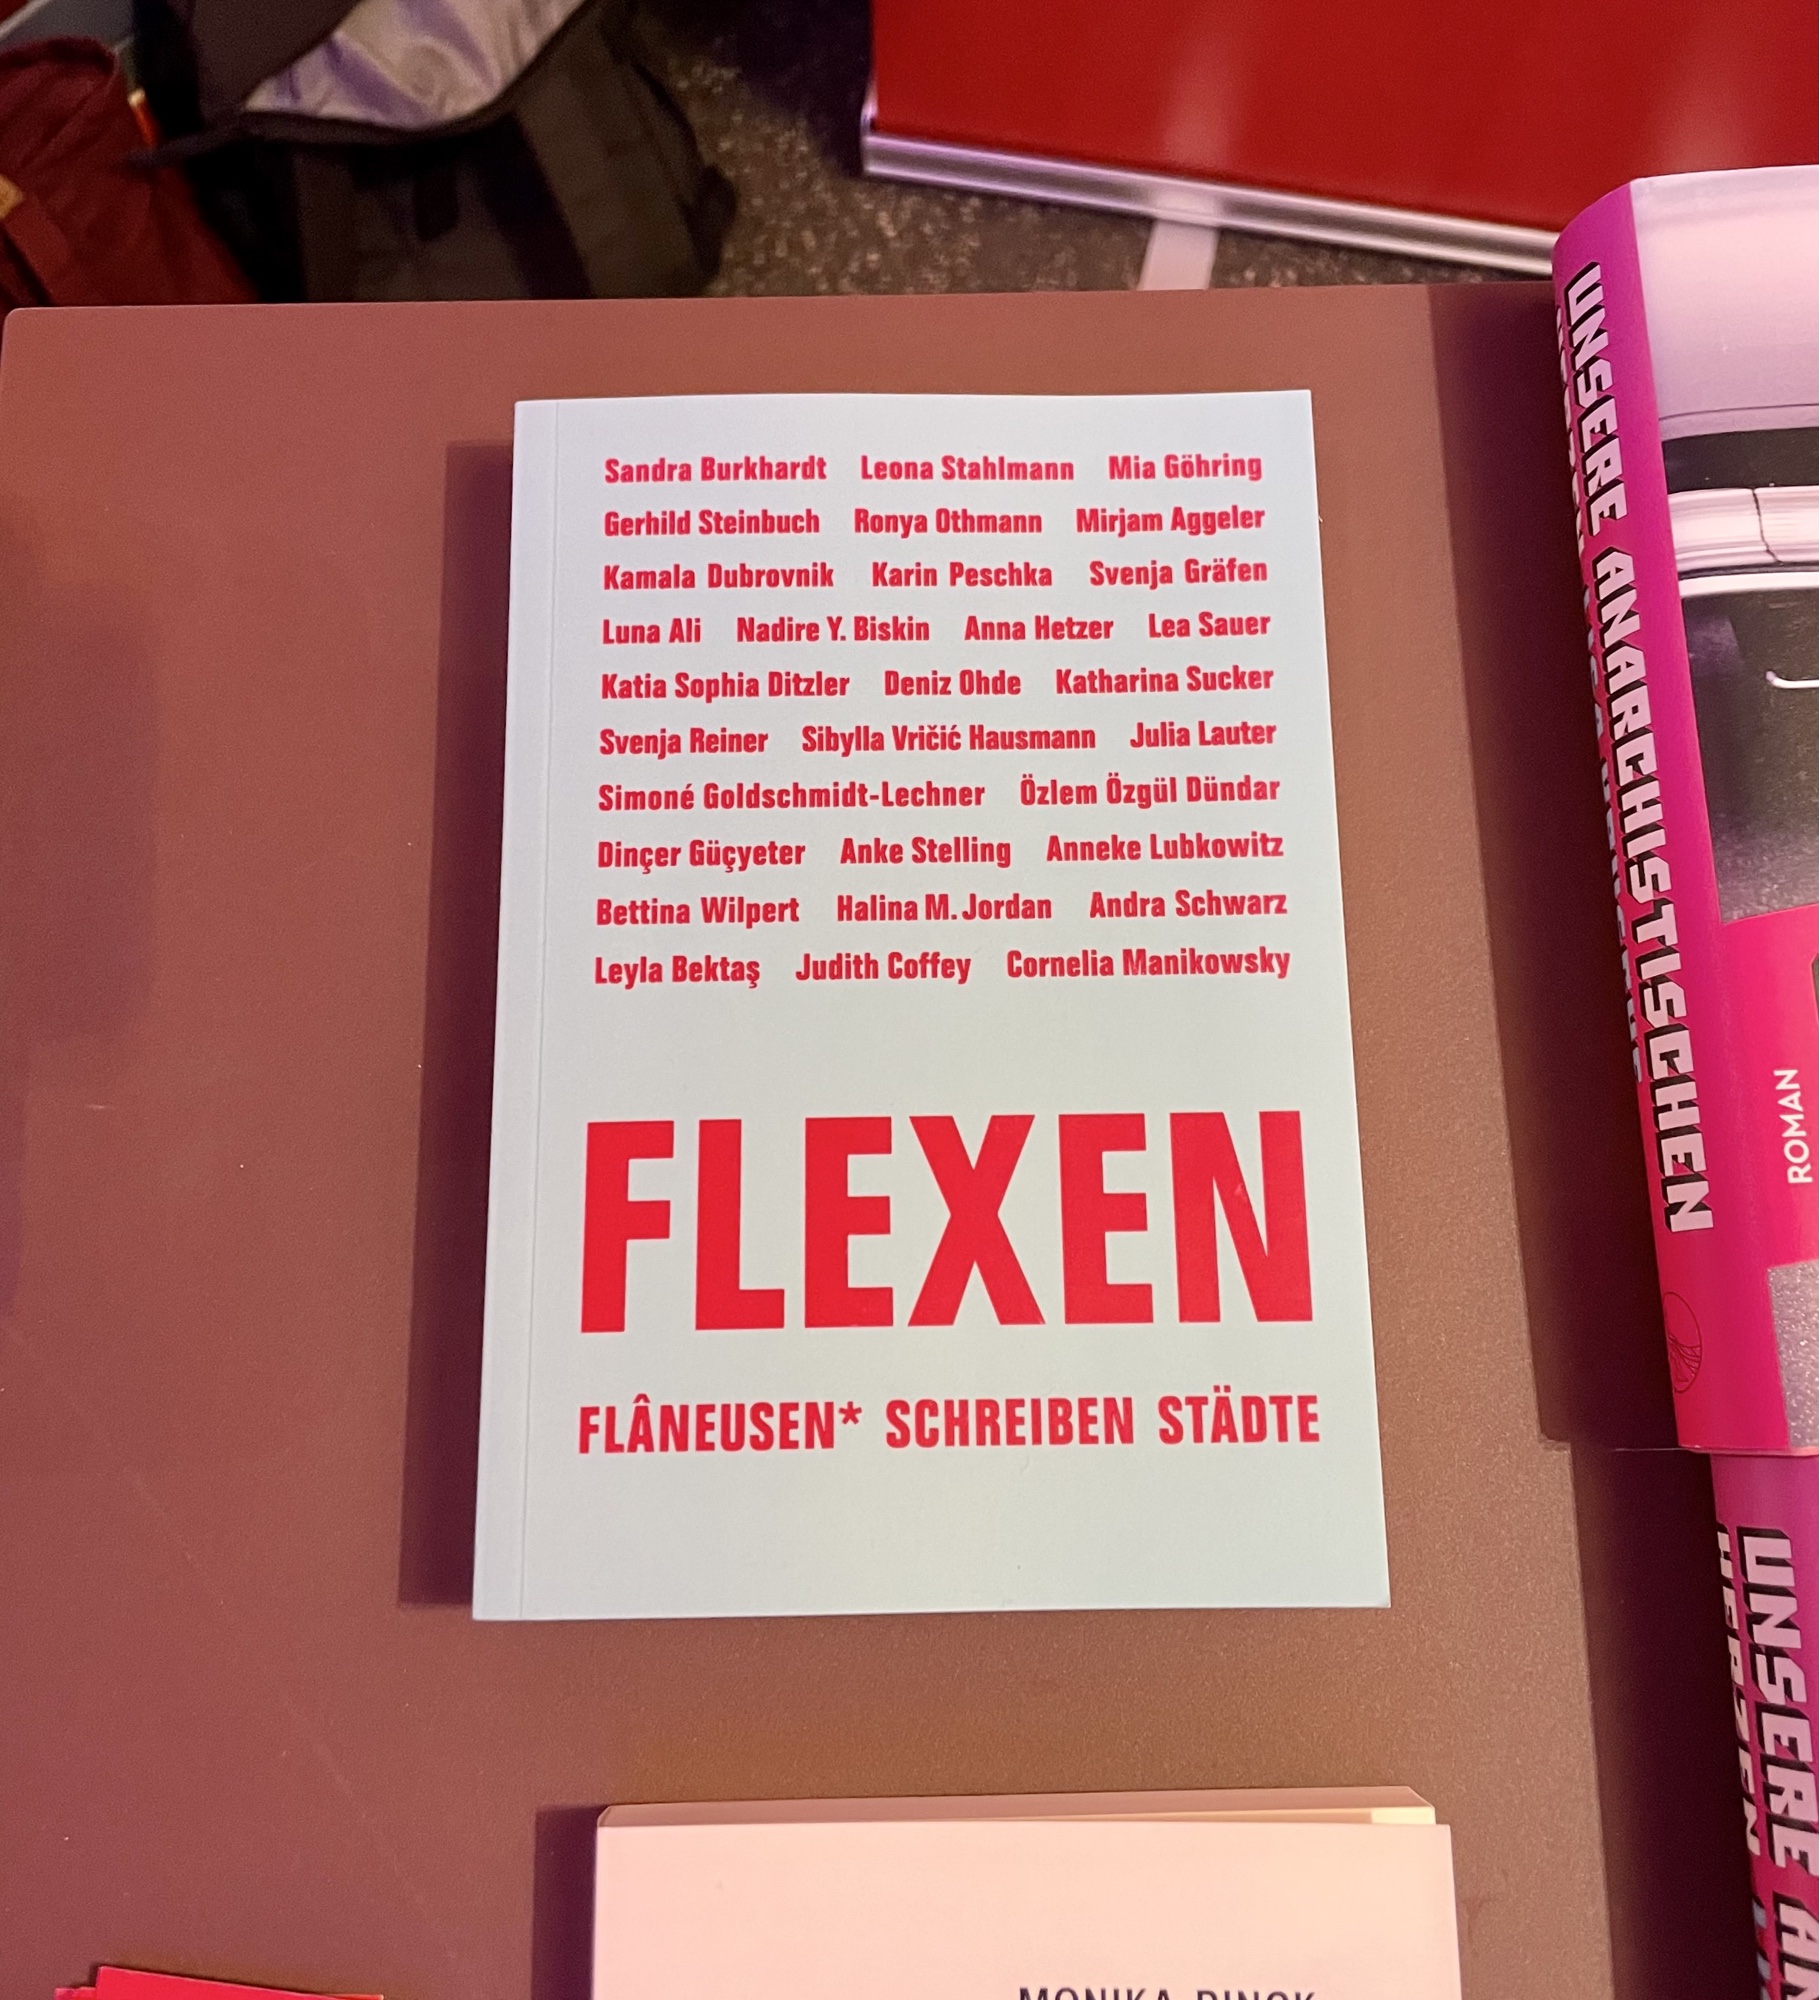 Sandra Burkhardt Leona Stahlmann Mia Göhring
Gerhild Steinbuch Ronya Othmann Mirjam Aggeler
Kamala Dubrovnik Karin Peschka Svenja Gräfen
Luna Ali Nadire Y. Biskin Anna Hetzer Lea Sauer
Katia Sophia Ditzler Deniz Ohde Katharina Sucker
Svenja Reiner Sibylla Vričić Hausmann Julia Lauter
Simoné Goldschmidt-Lechner Özlem Özgül Dündar
Dinçer Güçyeter Anke Stelling Anneke Lubkowitz
Bettina Wilpert Halina M. Jordan Andra Schwarz
Leyla Bektaş Judith Coffey Cornelia Manikowsky
FLEXEN
FLÂNEUSEN* SCHREIBEN STÄDTE
UNSERE ANARCHISTISCHEN
ROMAN
UNSERE
HERZEN
MONIKA